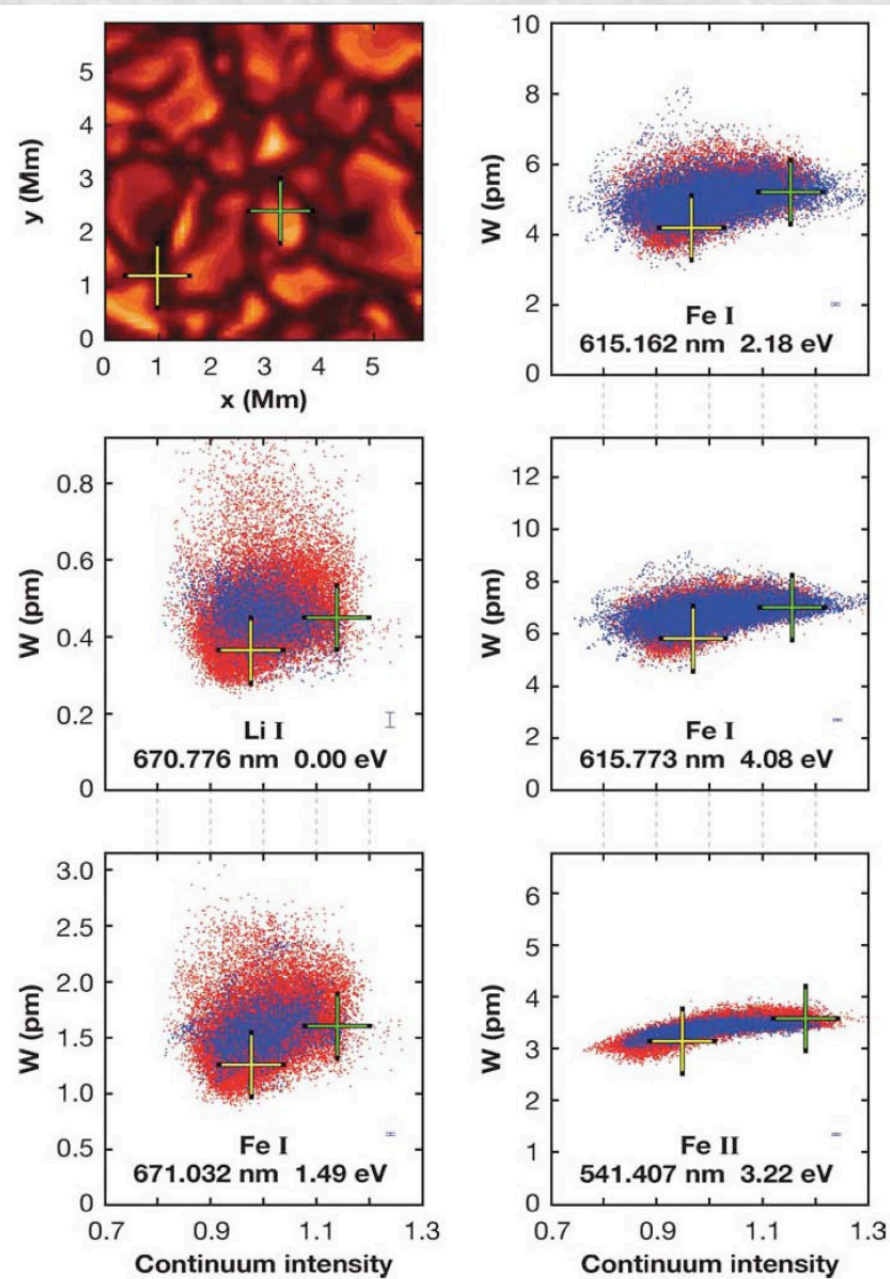 5
4
3
2
1
0
y (Mm)
0 1 2 3 4 5
x (Mm)
10
8
6
4
2
0
W (pm)
Fe I
615.162 nm 2.18 eV
0.8
0.6
0.4
0.2
0
W (pm)
Li I
670.776 nm 0.00 eV
12
10
8
6
4
2
0
W (pm)
Fe I
615.773 nm 4.08 eV
3.0
2.5
2.0
1.5
1.0
0.5
0
W (pm)
Fe I
671.032 nm 1.49 eV
0.7 0.9 1.1 1.3
Continuum intensity
6
5
4
3
2
1
0
W (pm)
Fe II
541.407 nm 3.22 eV
0.7 0.9 1.1 1.3
Continuum intensity